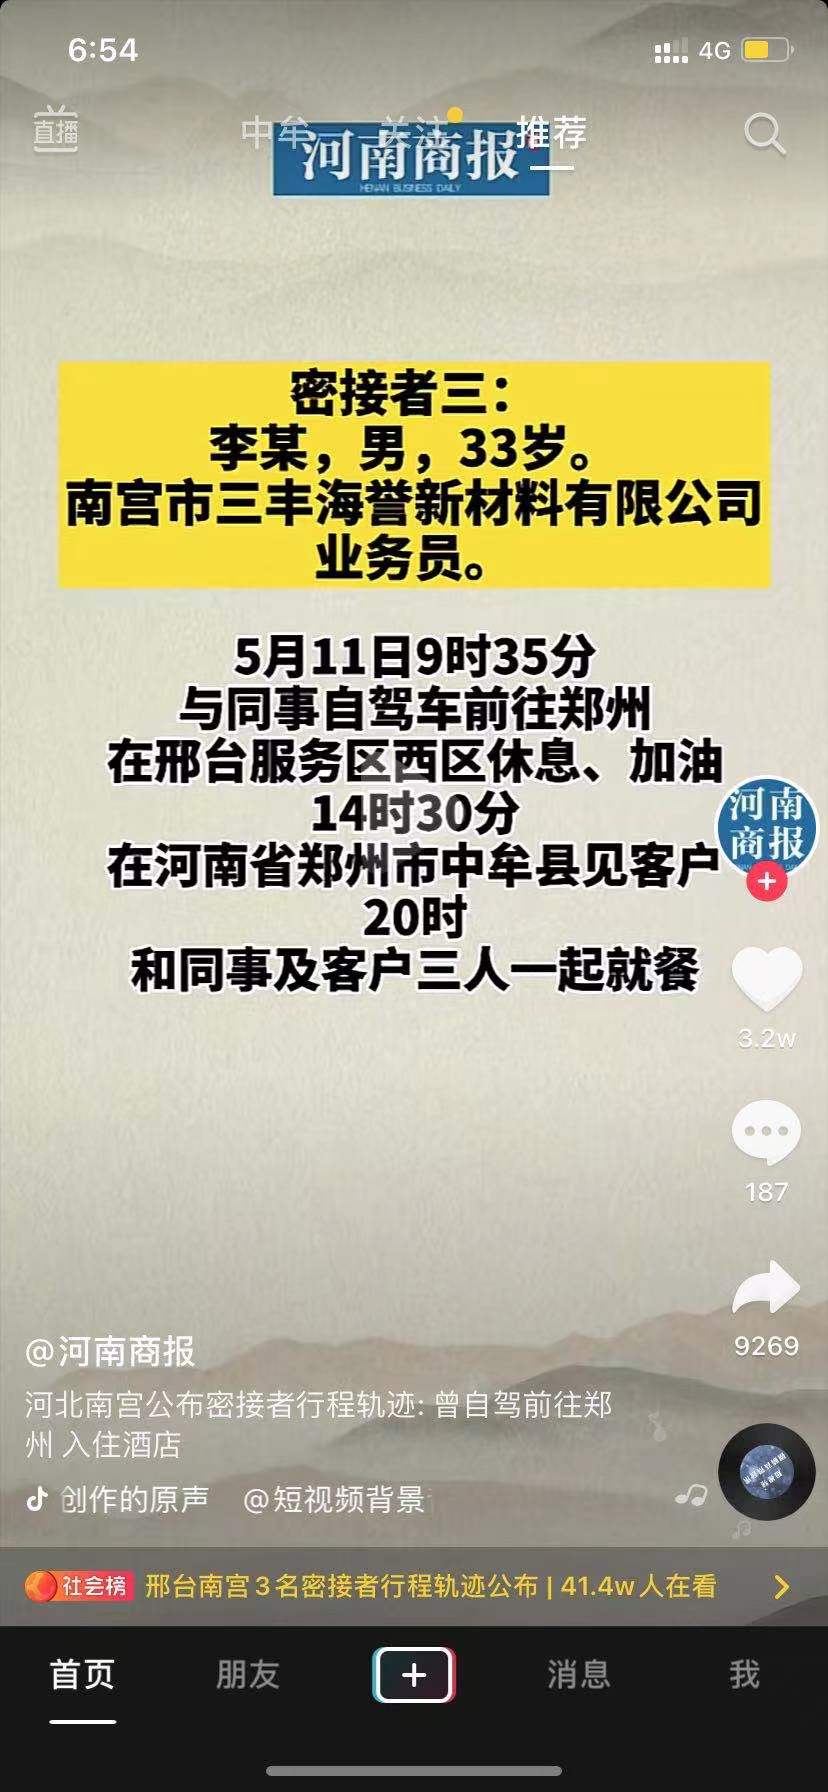 6:54
4G
直播
中牟
关注
推荐
河南商报
HENAN BUSINESS DAILY
密接者三：
李某，男，33岁。
南宫市三丰海誉新材料有限公司
业务员。
5月11日9时35分
与同事自驾车前往郑州
在邢台服务区西区休息、加油
14时30分
在河南省郑州市中牟县见客户
20时
和同事及客户三人一起就餐
河南
商报
3.2w
187
9269
@河南商报
河北南宫公布密接者行程轨迹: 曾自驾前往郑
州 入住酒店
创作的原声 @短视频背景
社会榜 邢台南宫3名密接者行程轨迹公布 | 41.4w人在看
首页
朋友
消息
我